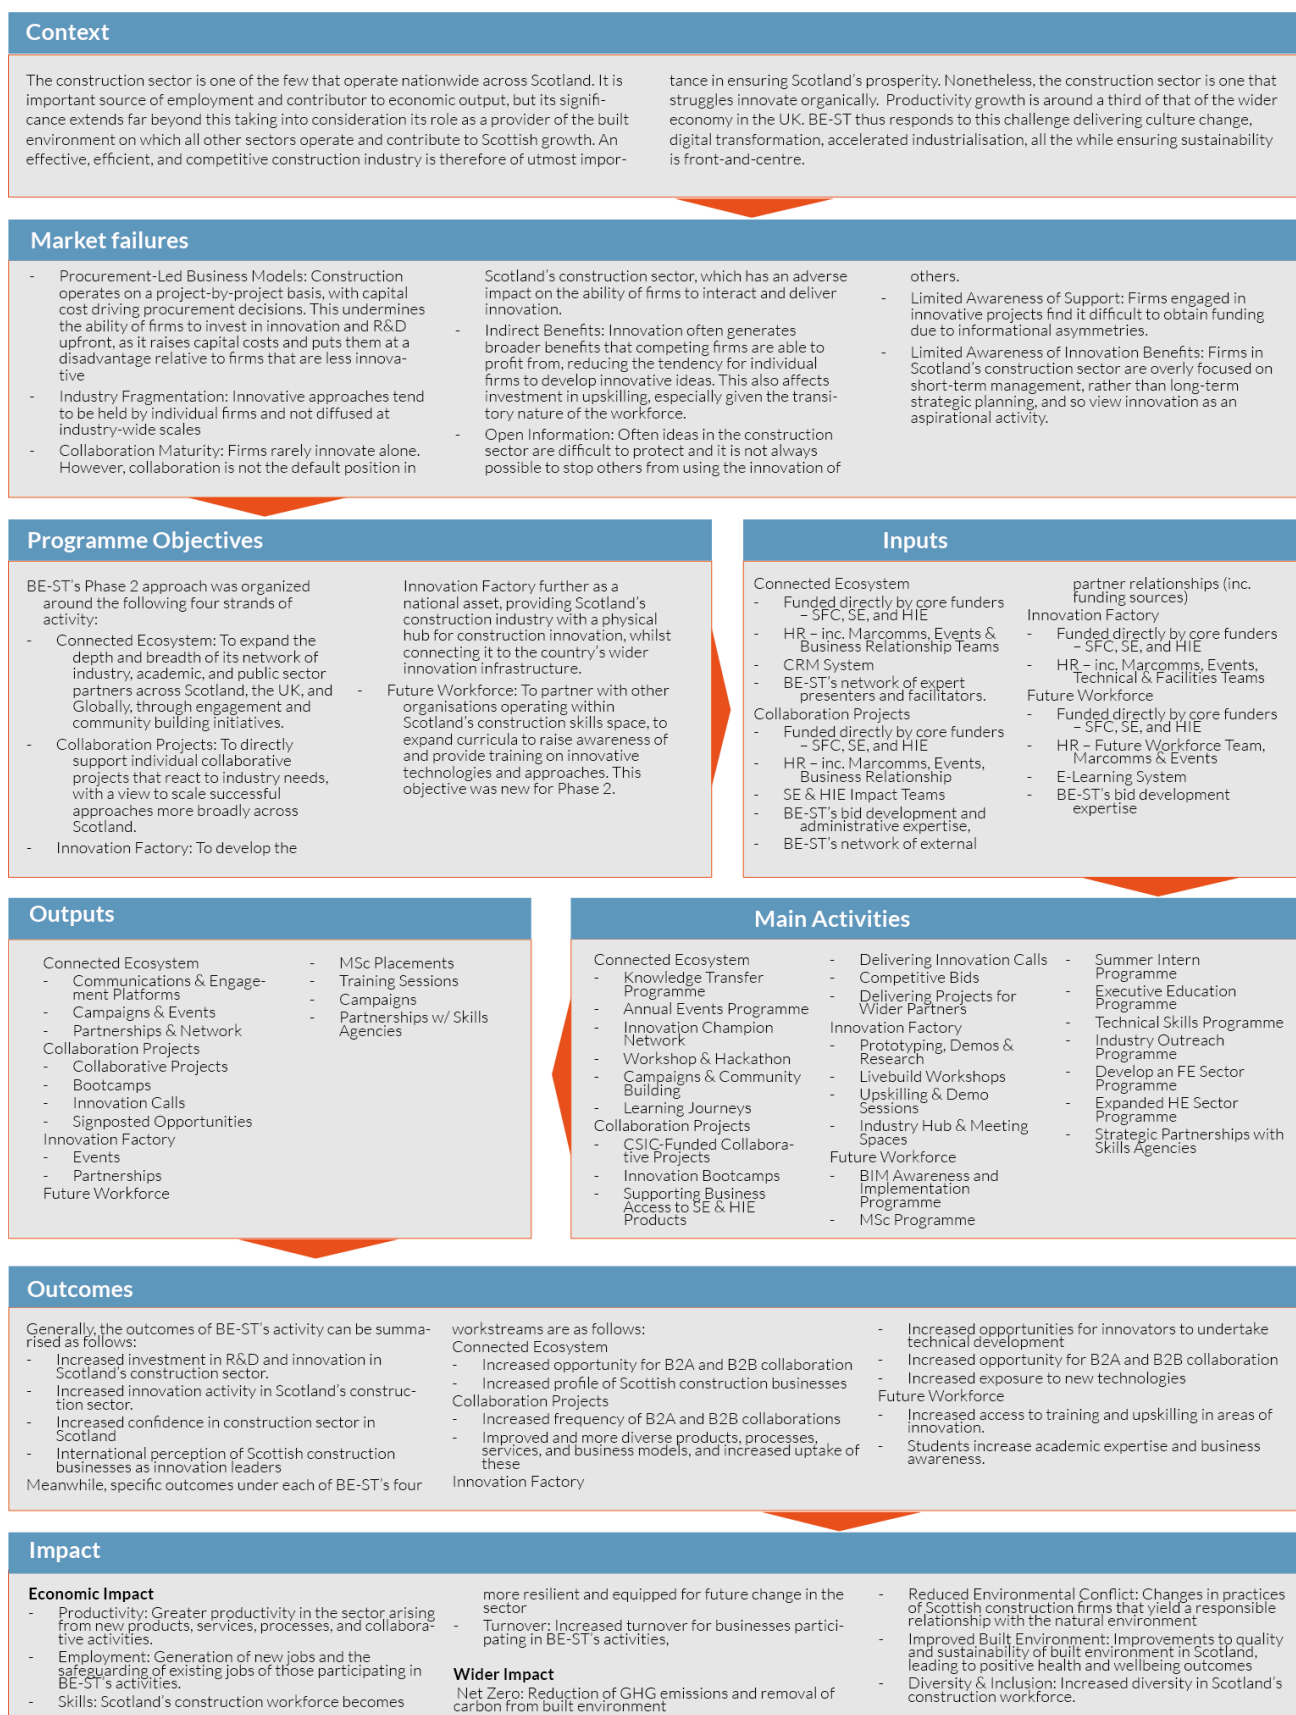 Context
The construction sector is one of the few that operate nationwide across Scotland. It is
important source of employment and contributor to economic output, but its signifi-
cance extends far beyond this taking into consideration its role as a provider of the built
environment on which all other sectors operate and contribute to Scottish growth. An
effective, efficient, and competitive construction industry is therefore of utmost impor-
tance in ensuring Scotland's prosperity. Nonetheless, the construction sector is one that
struggles innovate organically. Productivity growth is around a third of that of the wider
economy in the UK. BE-ST thus responds to this challenge delivering culture change,
digital transformation, accelerated industrialisation, all the while ensuring sustainability
is front-and-centre.
Market failures
- Procurement-Led Business Models: Construction
operates on a project-by-project basis, with capital
cost driving procurement decisions. This undermines
the ability of firms to invest in innovation and R&D
upfront, as it raises capital costs and puts them at a
disadvantage relative to firms that are less innova-
tive
- Industry Fragmentation: Innovative approaches tend
to be held by individual firms and not diffused at
industry-wide scales
- Collaboration Maturity: Firms rarely innovate alone.
However, collaboration is not the default position in
Scotland's construction sector, which has an adverse
impact on the ability of firms to interact and deliver
innovation.
- Indirect Benefits: Innovation often generates
broader benefits that competing firms are able to
profit from, reducing the tendency for individual
firms to develop innovative ideas. This also affects
investment in upskilling, especially given the transi-
tory nature of the workforce.
- Open Information: Often ideas in the construction
sector are difficult to protect and it is not always
possible to stop others from using the innovation of
others.
- Limited Awareness of Support: Firms engaged in
innovative projects find it difficult to obtain funding
due to informational asymmetries.
- Limited Awareness of Innovation Benefits: Firms in
Scotland's construction sector are overly focused on
short-term management, rather than long-term
strategic planning, and so view innovation as an
aspirational activity.
Programme Objectives
BE-ST's Phase 2 approach was organized
around the following four strands of
activity:
- Connected Ecosystem: To expand the
depth and breadth of its network of
industry, academic, and public sector
partners across Scotland, the UK, and
Globally, through engagement and
community building initiatives.
- Collaboration Projects: To directly
support individual collaborative
projects that react to industry needs,
with a view to scale successful
approaches more broadly across
Scotland.
- Innovation Factory: To develop the
Innovation Factory further as a
national asset, providing Scotland's
construction industry with a physical
hub for construction innovation, whilst
connecting it to the country's wider
innovation infrastructure.
- Future Workforce: To partner with other
organisations operating within
Scotland's construction skills space, to
expand curricula to raise awareness of
and provide training on innovative
technologies and approaches. This
objective was new for Phase 2.
Inputs
Connected Ecosystem
- Funded directly by core funders
– SFC, SE, and HIE
- HR – inc. Marcomms, Events &
Business Relationship Teams
- CRM System
- BE-ST's network of expert
presenters and facilitators.
Collaboration Projects
- Funded directly by core funders
– SFC, SE, and HIE
- HR – inc. Marcomms, Events,
Business Relationship
- SE & HIE Impact Teams
- BE-ST's bid development and
administrative expertise,
- BE-ST's network of external
partner relationships (inc.
funding sources)
Innovation Factory
- Funded directly by core funders
– SFC, SE, and HIE
- HR – inc. Marcomms, Events,
Technical & Facilities Teams
Future Workforce
- Funded directly by core funders
– SFC, SE, and HIE
- HR – Future Workforce Team,
Marcomms & Events
- E-Learning System
- BE-ST's bid development
expertise
Outputs
Connected Ecosystem
- Communications & Engage-
ment Platforms
- Campaigns & Events
- Partnerships & Network
Collaboration Projects
- Collaborative Projects
- Bootcamps
- Innovation Calls
- Signposted Opportunities
Innovation Factory
- Events
- Partnerships
Future Workforce
- MSc Placements
- Training Sessions
- Campaigns
- Partnerships w/ Skills
Agencies
Main Activities
Connected Ecosystem
- Knowledge Transfer
Programme
- Annual Events Programme
- Innovation Champion
Network
- Workshop & Hackathon
- Campaigns & Community
Building
- Learning Journeys
Collaboration Projects
- CSIC-Funded Collabora-
tive Projects
- Innovation Bootcamps
- Supporting Business
Access to SE & HIE
Products
- Delivering Innovation Calls
- Competitive Bids
- Delivering Projects for
Wider Partners
Innovation Factory
- Prototyping, Demos &
Research
- Livebuild Workshops
- Upskilling & Demo
Sessions
- Industry Hub & Meeting
Spaces
Future Workforce
- BIM Awareness and
Implementation
Programme
- MSc Programme
- Summer Intern
Programme
- Executive Education
Programme
- Technical Skills Programme
- Industry Outreach
Programme
- Develop an FE Sector
Programme
- Expanded HE Sector
Programme
- Strategic Partnerships with
Skills Agencies
Outcomes
Generally, the outcomes of BE-ST's activity can be summa-
rised as follows:
- Increased investment in R&D and innovation in
Scotland's construction sector.
- Increased innovation activity in Scotland's construc-
tion sector.
- Increased confidence in construction sector in
Scotland
- International perception of Scottish construction
businesses as innovation leaders
Meanwhile, specific outcomes under each of BE-ST's four
workstreams are as follows:
Connected Ecosystem
- Increased opportunity for B2A and B2B collaboration
- Increased profile of Scottish construction businesses
Collaboration Projects
- Increased frequency of B2A and B2B collaborations
- Improved and more diverse products, processes,
services, and business models, and increased uptake of
these
Innovation Factory
- Increased opportunities for innovators to undertake
technical development
- Increased opportunity for B2A and B2B collaboration
- Increased exposure to new technologies
Future Workforce
- Increased access to training and upskilling in areas of
innovation.
- Students increase academic expertise and business
awareness.
Impact
Economic Impact
- Productivity: Greater productivity in the sector arising
from new products, services, processes, and collabora-
tive activities.
- Employment: Generation of new jobs and the
safeguarding of existing jobs of those participating in
BE-ST's activities.
- Skills: Scotland's construction workforce becomes
more resilient and equipped for future change in the
sector
- Turnover: Increased turnover for businesses partici-
pating in BE-ST's activities,
Wider Impact
Net Zero: Reduction of GHG emissions and removal of
carbon from built environment
- Reduced Environmental Conflict: Changes in practices
of Scottish construction firms that yield a responsible
relationship with the natural environment
- Improved Built Environment: Improvements to quality
and sustainability of built environment in Scotland,
leading to positive health and wellbeing outcomes
- Diversity & Inclusion: Increased diversity in Scotland's
construction workforce.